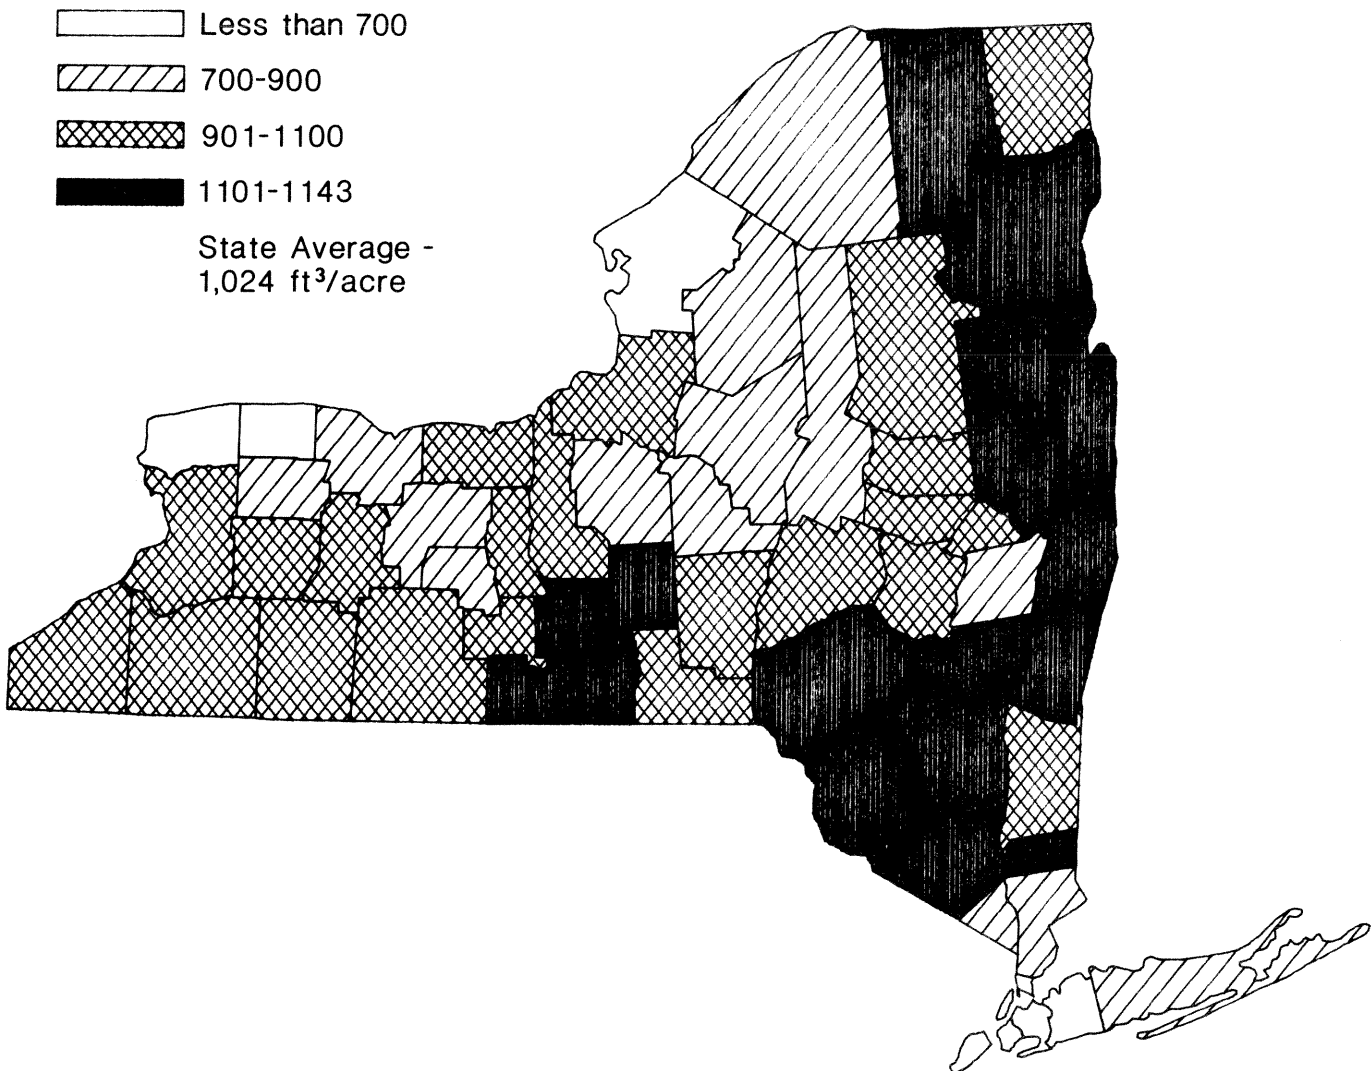 Less than 700
700-900
901-1100
1101-1143
State Average -
1,024 ft³/acre